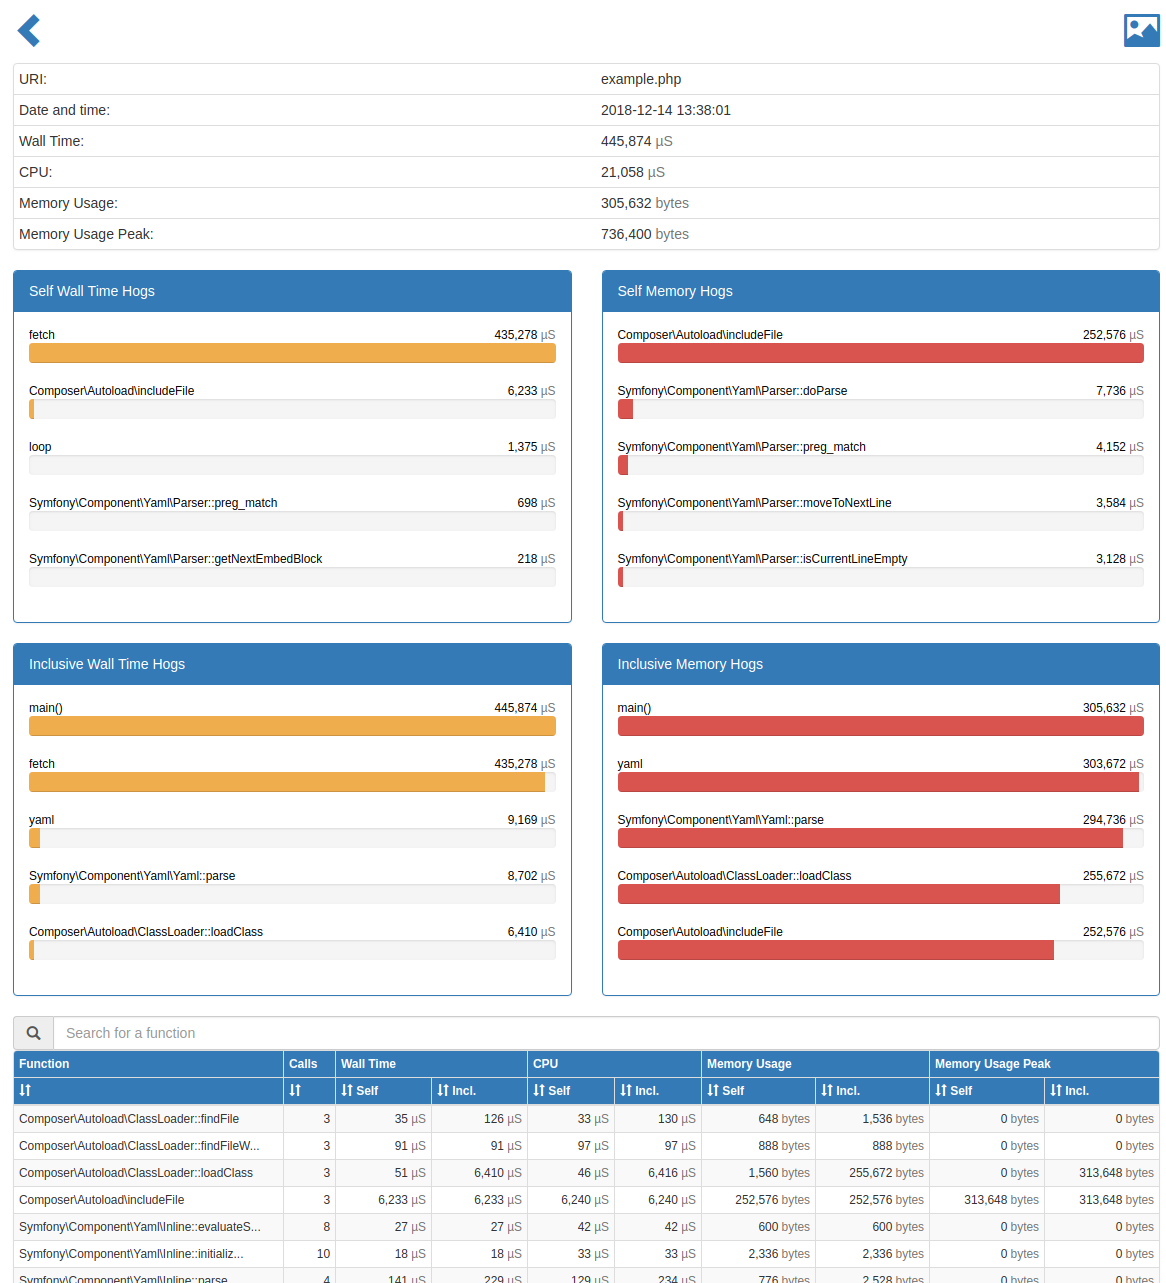 URI: example.php
Date and time: 2018-12-14 13:38:01
Wall Time: 445,874 µS
CPU: 21,058 µS
Memory Usage: 305,632 bytes
Memory Usage Peak: 736,400 bytes
Self Wall Time Hogs
fetch 435,278 µS
Composer\Autoload\includeFile 6,233 µS
loop 1,375 µS
Symfony\Component\Yaml\Parser::preg_match 698 µS
Symfony\Component\Yaml\Parser::getNextEmbedBlock 218 µS
Self Memory Hogs
Composer\Autoload\includeFile 252,576 µS
Symfony\Component\Yaml\Parser::doParse 7,736 µS
Symfony\Component\Yaml\Parser::preg_match 4,152 µS
Symfony\Component\Yaml\Parser::moveToNextLine 3,584 µS
Symfony\Component\Yaml\Parser::isCurrentLineEmpty 3,128 µS
Inclusive Wall Time Hogs
main() 445,874 µS
fetch 435,278 µS
yaml 9,169 µS
Symfony\Component\Yaml\Yaml::parse 8,702 µS
Composer\Autoload\ClassLoader::loadClass 6,410 µS
Inclusive Memory Hogs
main() 305,632 µS
yaml 303,672 µS
Symfony\Component\Yaml\Yaml::parse 294,736 µS
Composer\Autoload\ClassLoader::loadClass 255,672 µS
Composer\Autoload\includeFile 252,576 µS
Search for a function
Function Calls Wall Time CPU Memory Usage Memory Usage Peak
Self Incl. Self Incl. Self Incl. Self Incl.
Composer\Autoload\ClassLoader::findFile 3 35 µS 126 µS 33 µS 130 µS 648 bytes 1,536 bytes 0 bytes 0 bytes
Composer\Autoload\ClassLoader::findFileW... 3 91 µS 91 µS 97 µS 97 µS 888 bytes 888 bytes 0 bytes 0 bytes
Composer\Autoload\ClassLoader::loadClass 3 51 µS 6,410 µS 46 µS 6,416 µS 1,560 bytes 255,672 bytes 0 bytes 313,648 bytes
Composer\Autoload\includeFile 3 6,233 µS 6,233 µS 6,240 µS 6,240 µS 252,576 bytes 252,576 bytes 313,648 bytes 313,648 bytes
Symfony\Component\Yaml\Inline::evaluateS... 8 27 µS 27 µS 42 µS 42 µS 600 bytes 600 bytes 0 bytes 0 bytes
Symfony\Component\Yaml\Inline::initializ... 10 18 µS 18 µS 33 µS 33 µS 2,336 bytes 2,336 bytes 0 bytes 0 bytes
Symfony\Component\Yaml\Inline::parse 4 141 µS 229 µS 129 µS 234 µS 776 bytes 2,528 bytes 0 bytes 0 bytes